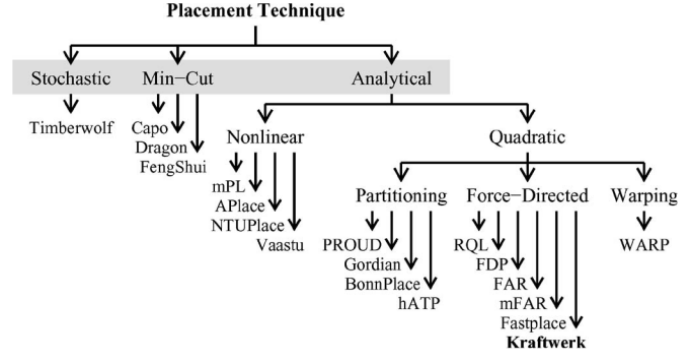 Placement Technique
Stochastic Min−Cut Analytical
Timberwolf
Capo
Dragon
FengShui
Nonlinear
mPL
APlace
NTUPlace
Vaastu
Quadratic
Partitioning
PROUD
Gordian
BonnPlace
hATP
Force−Directed
RQL
FDP
FAR
mFAR
Fastplace
Kraftwerk
Warping
WARP